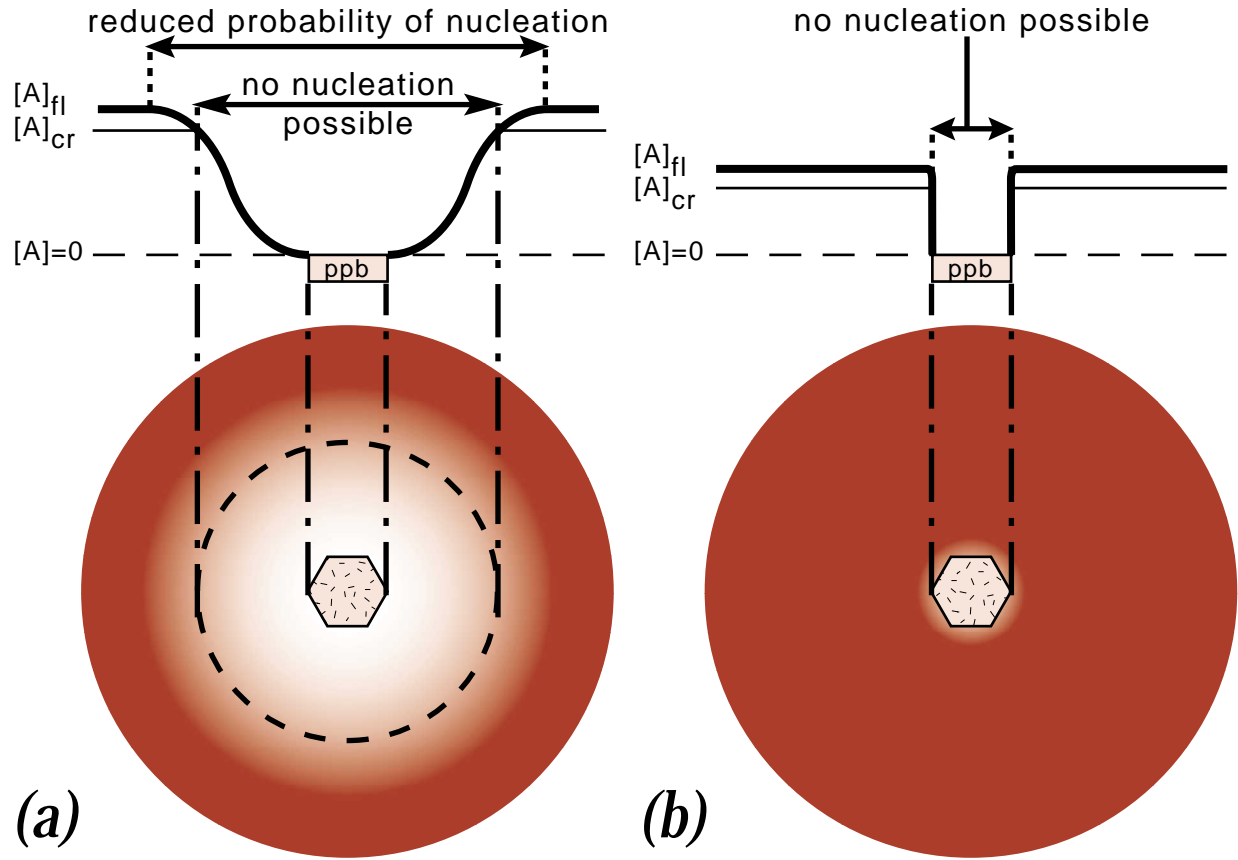 reduced probability of nucleation
no nucleation
possible
[A]fl
[A]cr
[A]=0
ppb
(a)
no nucleation possible
[A]fl
[A]cr
[A]=0
ppb
(b)